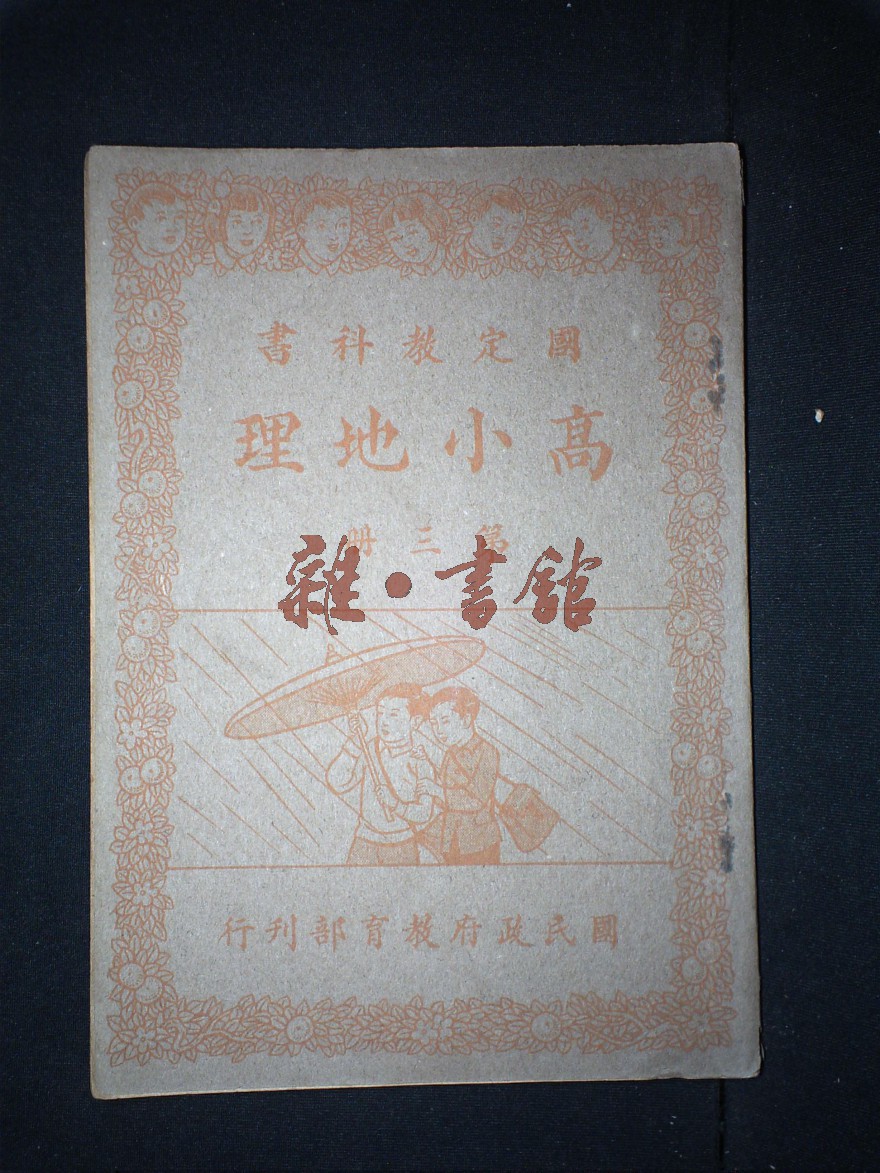 國定教科書
高小地理
第三冊
雜·書館
國民政府教育部刊行